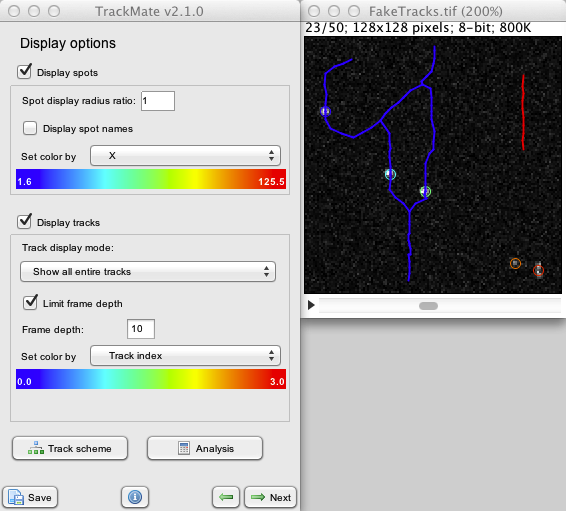 TrackMate v2.1.0
Display options
Display spots
Spot display radius ratio: 1
Display spot names
Set color by X
1.6 125.5
Display tracks
Track display mode:
Show all entire tracks
Limit frame depth
Frame depth: 10
Set color by Track index
0.0 3.0
Track scheme Analysis
Save Next
FakeTracks.tif (200%)
23/50; 128x128 pixels; 8-bit; 800K